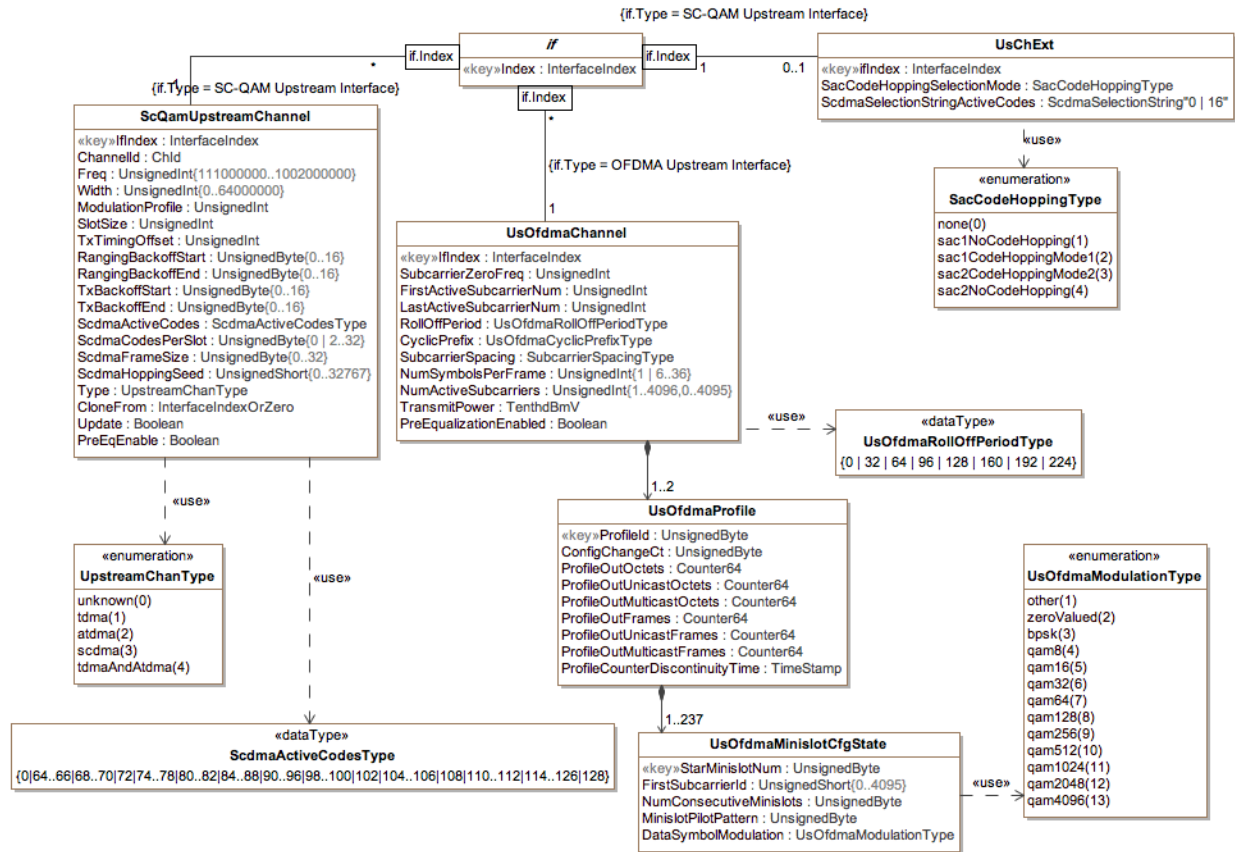 {if.Type = SC-QAM Upstream Interface}
if
«key»Index : InterfaceIndex
if.Index
if.Index
if.Index
*
1
{if.Type = SC-QAM Upstream Interface}
1
0..1
*
{if.Type = OFDMA Upstream Interface}
1
UsChExt
«key»ifIndex : InterfaceIndex
SacCodeHoppingSelectionMode : SacCodeHoppingType
ScdmaSelectionStringActiveCodes : ScdmaSelectionString"0 | 16"
«use»
«enumeration»
SacCodeHoppingType
none(0)
sac1NoCodeHopping(1)
sac1CodeHoppingMode1(2)
sac2CodeHoppingMode2(3)
sac2NoCodeHopping(4)
ScQamUpstreamChannel
«key»IfIndex : InterfaceIndex
ChannelId : ChId
Freq : UnsignedInt{111000000..1002000000}
Width : UnsignedInt{0..64000000}
ModulationProfile : UnsignedInt
SlotSize : UnsignedInt
TxTimingOffset : UnsignedInt
RangingBackoffStart : UnsignedByte{0..16}
RangingBackoffEnd : UnsignedByte{0..16}
TxBackoffStart : UnsignedByte{0..16}
TxBackoffEnd : UnsignedByte{0..16}
ScdmaActiveCodes : ScdmaActiveCodesType
ScdmaCodesPerSlot : UnsignedByte{0 | 2..32}
ScdmaFrameSize : UnsignedByte{0..32}
ScdmaHoppingSeed : UnsignedShort{0..32767}
Type : UpstreamChanType
CloneFrom : InterfaceIndexOrZero
Update : Boolean
PreEqEnable : Boolean
UsOfdmaChannel
«key»IfIndex : InterfaceIndex
SubcarrierZeroFreq : UnsignedInt
FirstActiveSubcarrierNum : UnsignedInt
LastActiveSubcarrierNum : UnsignedInt
RollOffPeriod : UsOfdmaRollOffPeriodType
CyclicPrefix : UsOfdmaCyclicPrefixType
SubcarrierSpacing : SubcarrierSpacingType
NumSymbolsPerFrame : UnsignedInt{1 | 6..36}
NumActiveSubcarriers : UnsignedInt{1..4096,0..4095}
TransmitPower : TenthdBmV
PreEqualizationEnabled : Boolean
«use»
«dataType»
UsOfdmaRollOffPeriodType
{0 | 32 | 64 | 96 | 128 | 160 | 192 | 224}
1..2
«use»
«use»
«enumeration»
UpstreamChanType
unknown(0)
tdma(1)
atdma(2)
scdma(3)
tdmaAndAtdma(4)
UsOfdmaProfile
«key»ProfileId : UnsignedByte
ConfigChangeCt : UnsignedByte
ProfileOutOctets : Counter64
ProfileOutUnicastOctets : Counter64
ProfileOutMulticastOctets : Counter64
ProfileOutFrames : Counter64
ProfileOutUnicastFrames : Counter64
ProfileOutMulticastFrames : Counter64
ProfileCounterDiscontinuityTime : TimeStamp
1..237
«enumeration»
UsOfdmaModulationType
other(1)
zeroValued(2)
bpsk(3)
qam8(4)
qam16(5)
qam32(6)
qam64(7)
qam128(8)
qam256(9)
qam512(10)
qam1024(11)
qam2048(12)
qam4096(13)
«dataType»
ScdmaActiveCodesType
{0|64..66|68..70|72|74..78|80..82|84..88|90..96|98..100|102|104..106|108|110..112|114..126|128}
UsOfdmaMinislotCfgState
«key»StarMinislotNum : UnsignedByte
FirstSubcarrierId : UnsignedShort{0..4095}
NumConsecutiveMinislots : UnsignedByte
MinislotPilotPattern : UnsignedByte
DataSymbolModulation : UsOfdmaModulationType
«use»